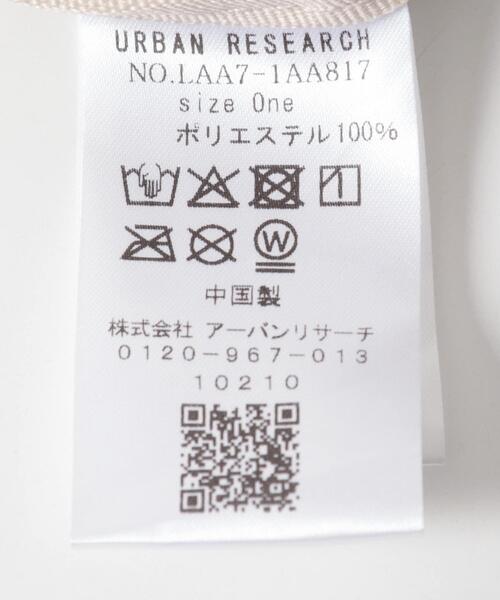 URBAN RESEARCH
NO.LAA7-1AA817
size One
ポリエステル100%
W
中国製
株式会社 アーバンリサーチ
0120-967-013
10210